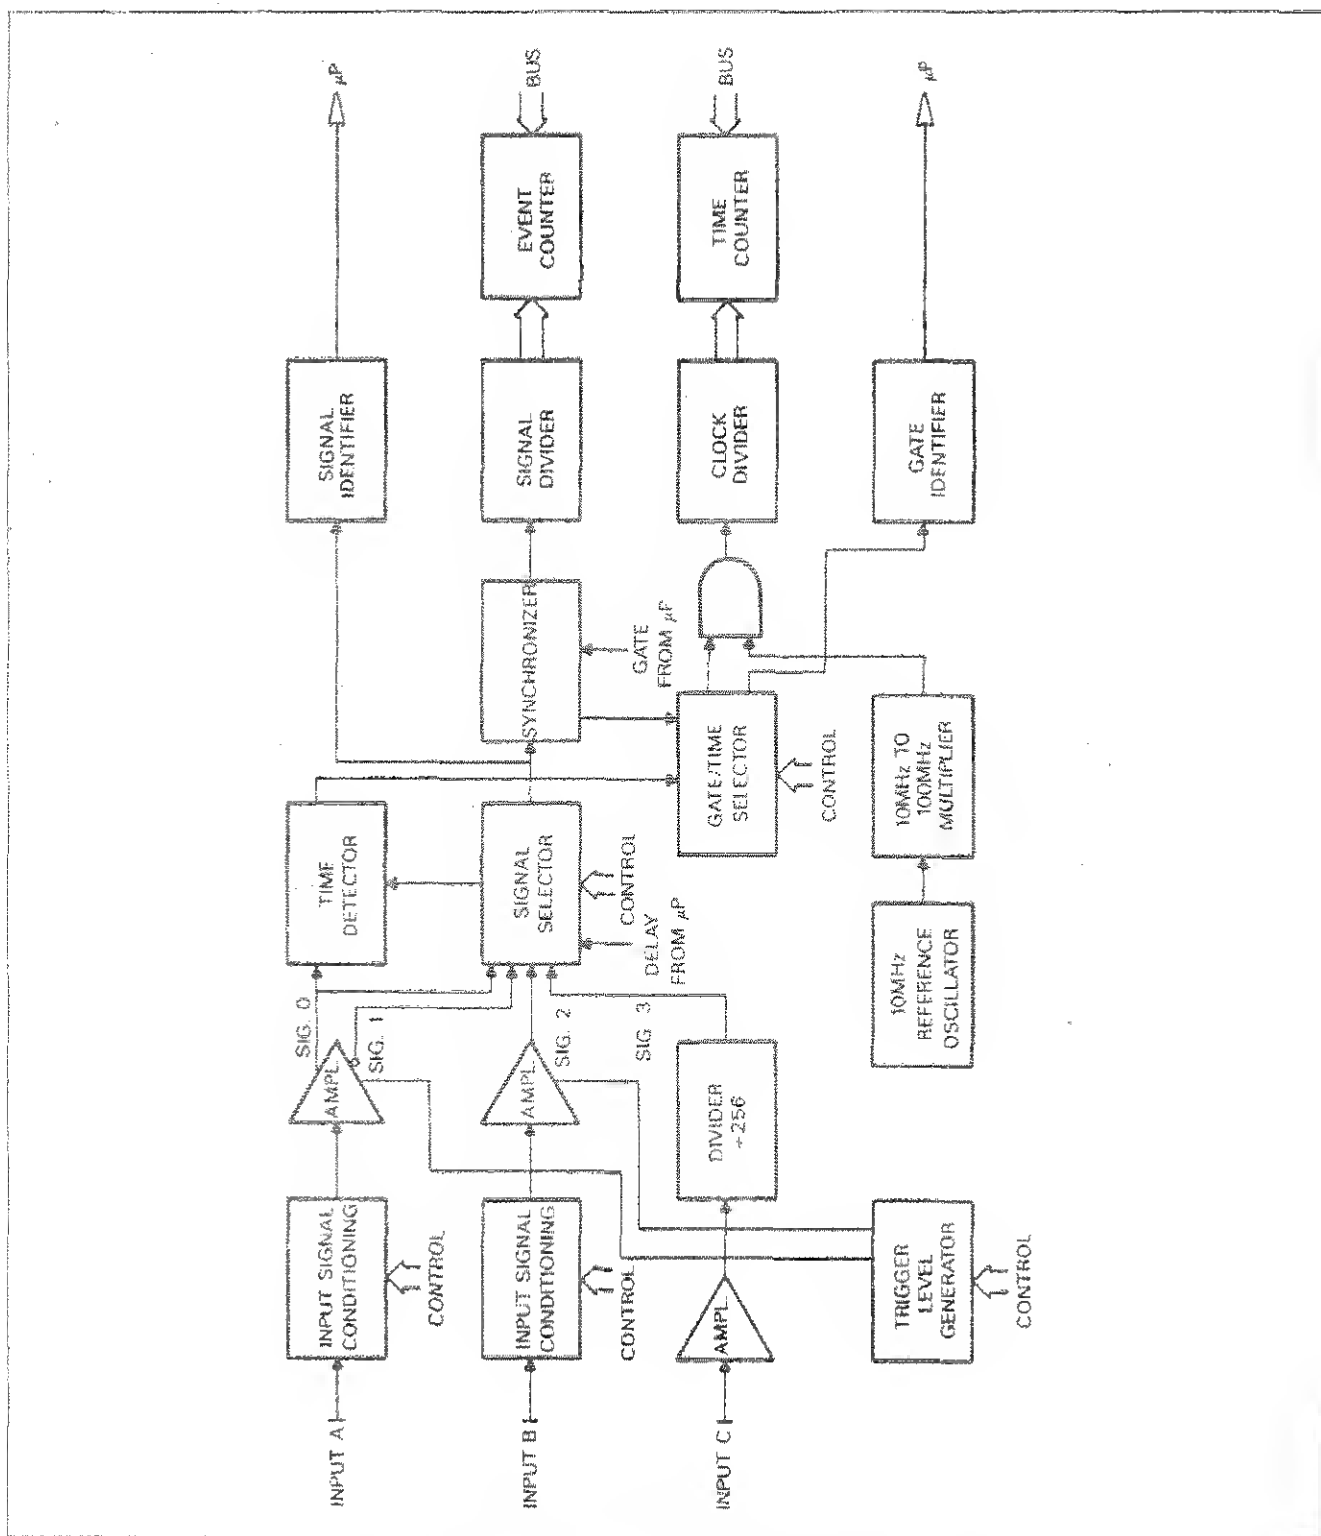 INPUT A
INPUT SIGNAL
CONDITIONING
CONTROL
AMPL.
SIG. 0
SIG. 1
TIME
DETECTOR
SIGNAL
IDENTIFIER
μP
INPUT B
INPUT SIGNAL
CONDITIONING
CONTROL
AMPL.
SIG. 2
SIGNAL
SELECTOR
CONTROL
DELAY
FROM μP
SYNCHRONIZER
GATE
FROM μP
SIGNAL
DIVIDER
EVENT
COUNTER
BUS
INPUT C
AMPL.
DIVIDER
÷256
SIG 3
GATE/TIME
SELECTOR
CONTROL
CLOCK
DIVIDER
TIME
COUNTER
BUS
TRIGGER
LEVEL
GENERATOR
CONTROL
10MHz
REFERENCE
OSCILLATOR
10MHz TO
100MHz
MULTIPLIER
GATE
IDENTIFIER
μP